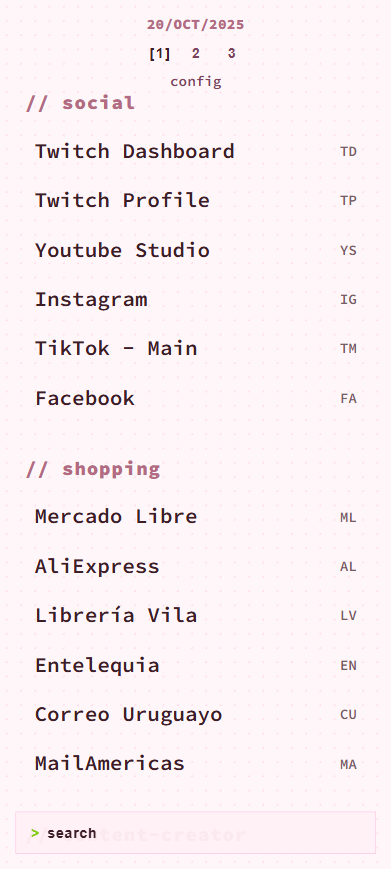 20/OCT/2025
[1] 2 3
config
// social
Twitch Dashboard TD
Twitch Profile TP
Youtube Studio YS
Instagram IG
TikTok - Main TM
Facebook FA
// shopping
Mercado Libre ML
AliExpress AL
Librería Vila LV
Entelequia EN
Correo Uruguayo CU
MailAmericas MA
> search